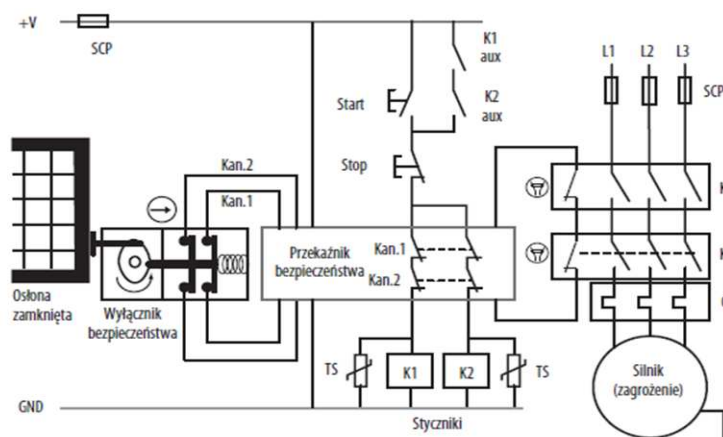 +V
SCP
K1
aux
K2
aux
L1
L2
L3
SCP
Start
Stop
Kan.2
Kan.1
K
Przekaźnik
bezpieczeństwa
Kan.1
Kan.2
K
Osłona
zamknięta
Wyłącznik
bezpieczeństwa
TS
K1
K2
TS
Silnik
(zagrożenie)
GND
Styczniki